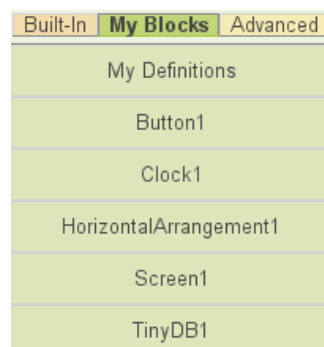 Built-In My Blocks Advanced
My Definitions
Button1
Clock1
HorizontalArrangement1
Screen1
TinyDB1